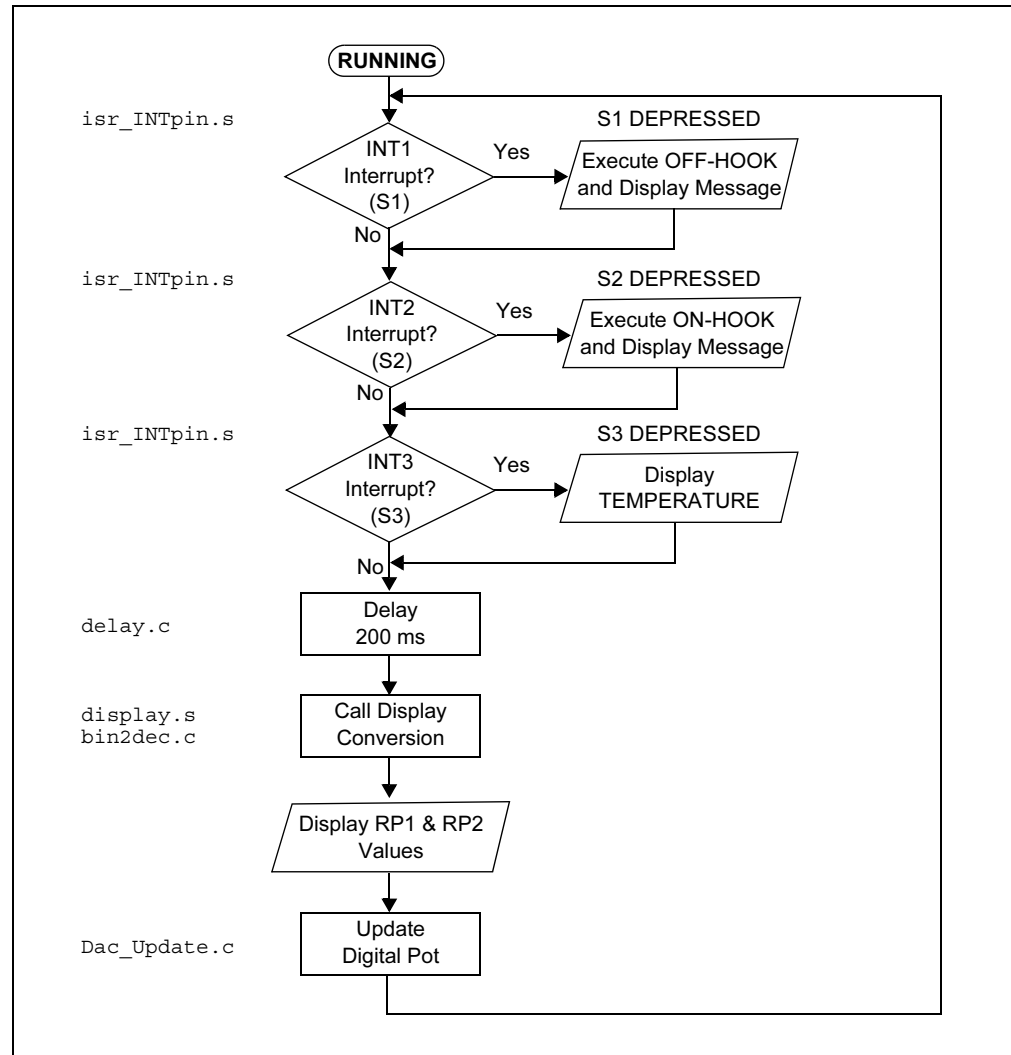 RUNNING
isr_INTpin.s
INT1
Interrupt?
(S1)
Yes
S1 DEPRESSED
Execute OFF-HOOK
and Display Message
No
isr_INTpin.s
INT2
Interrupt?
(S2)
Yes
S2 DEPRESSED
Execute ON-HOOK
and Display Message
No
isr_INTpin.s
INT3
Interrupt?
(S3)
Yes
S3 DEPRESSED
Display
TEMPERATURE
No
delay.c
Delay
200 ms
display.s
bin2dec.c
Call Display
Conversion
Display RP1 & RP2
Values
Dac_Update.c
Update
Digital Pot